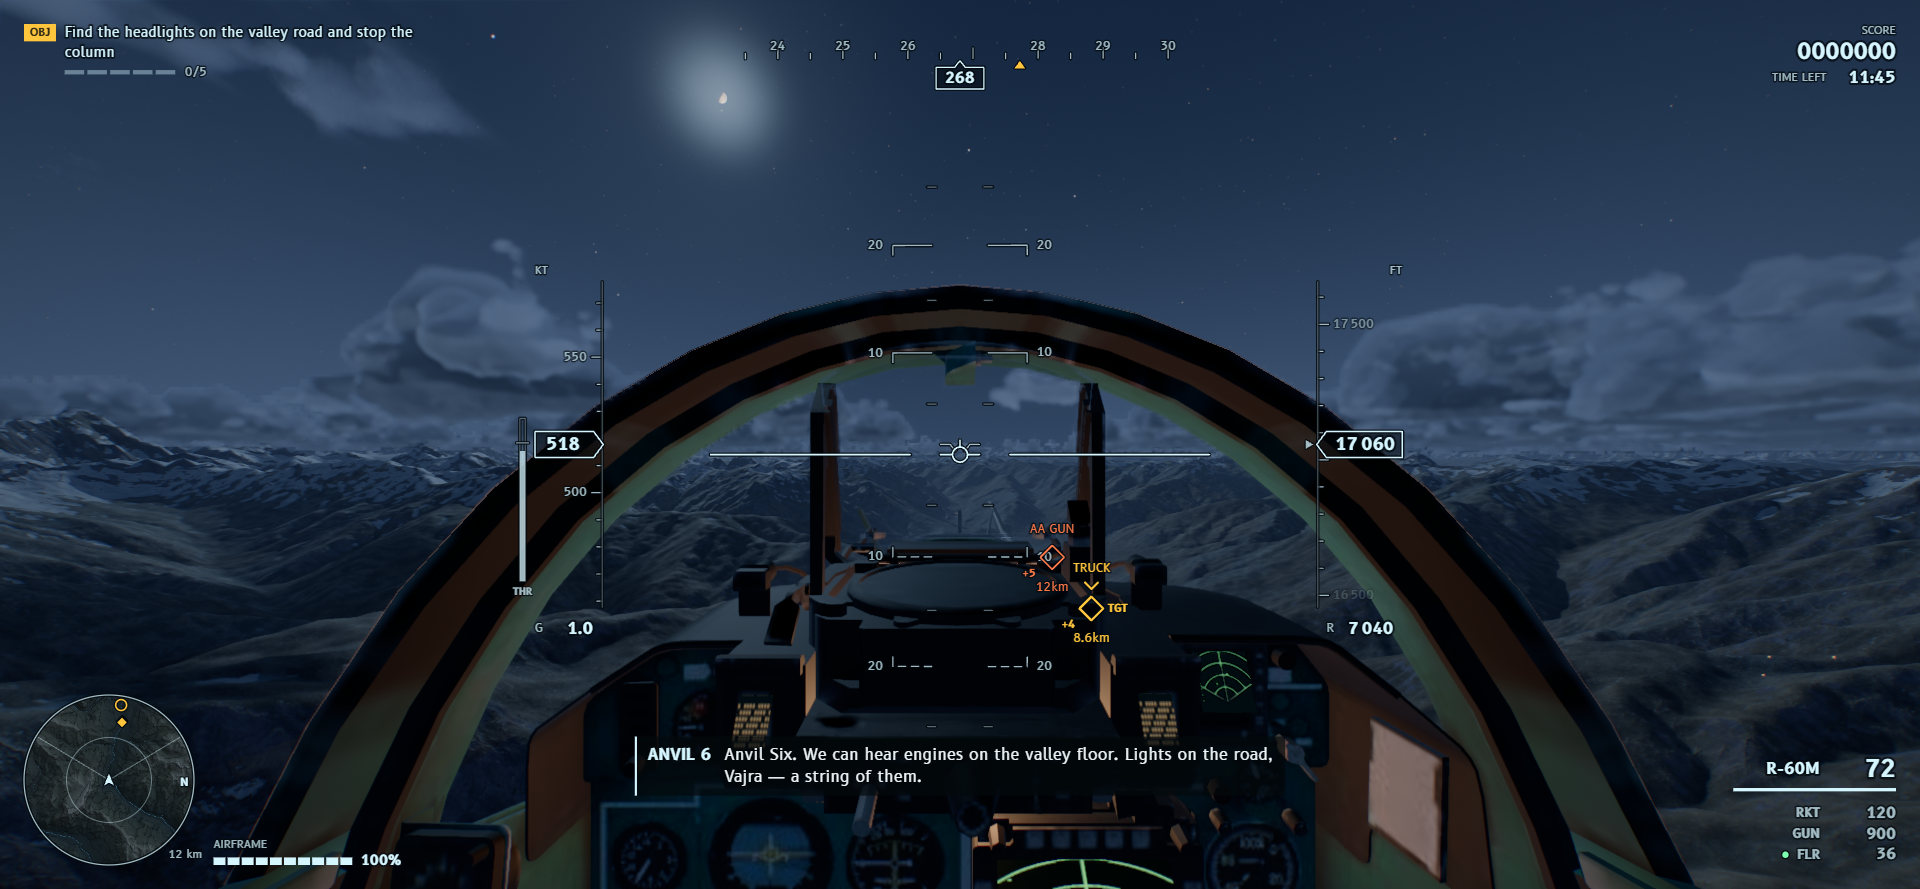 OBJ Find the headlights on the valley road and stop the
column
0/5
24 25 26 28 29 30
268
SCORE
0000000
TIME LEFT 11:45
20 20
KT
FT
17 500
550
10 10
518
17 060
500
AA GUN
10 10
+5
TRUCK
12km
THR
16 500
TGT
+4
8.6km
G 1.0
R 7 040
20 20
ANVIL 6 Anvil Six. We can hear engines on the valley floor. Lights on the road,
Vajra — a string of them.
N
12 km
AIRFRAME
100%
R-60M 72
RKT 120
GUN 900
FLR 36